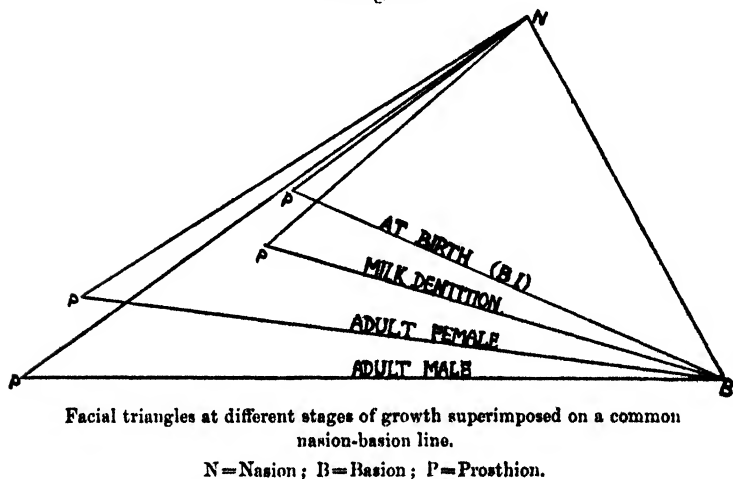 N
P
AT BIRTH (B I)
P
MILK DENTITION
P
ADULT FEMALE
P
ADULT MALE
B
Facial triangles at different stages of growth superimposed on a common
nasion-basion line.
N=Nasion; B=Basion; P=Prosthion.